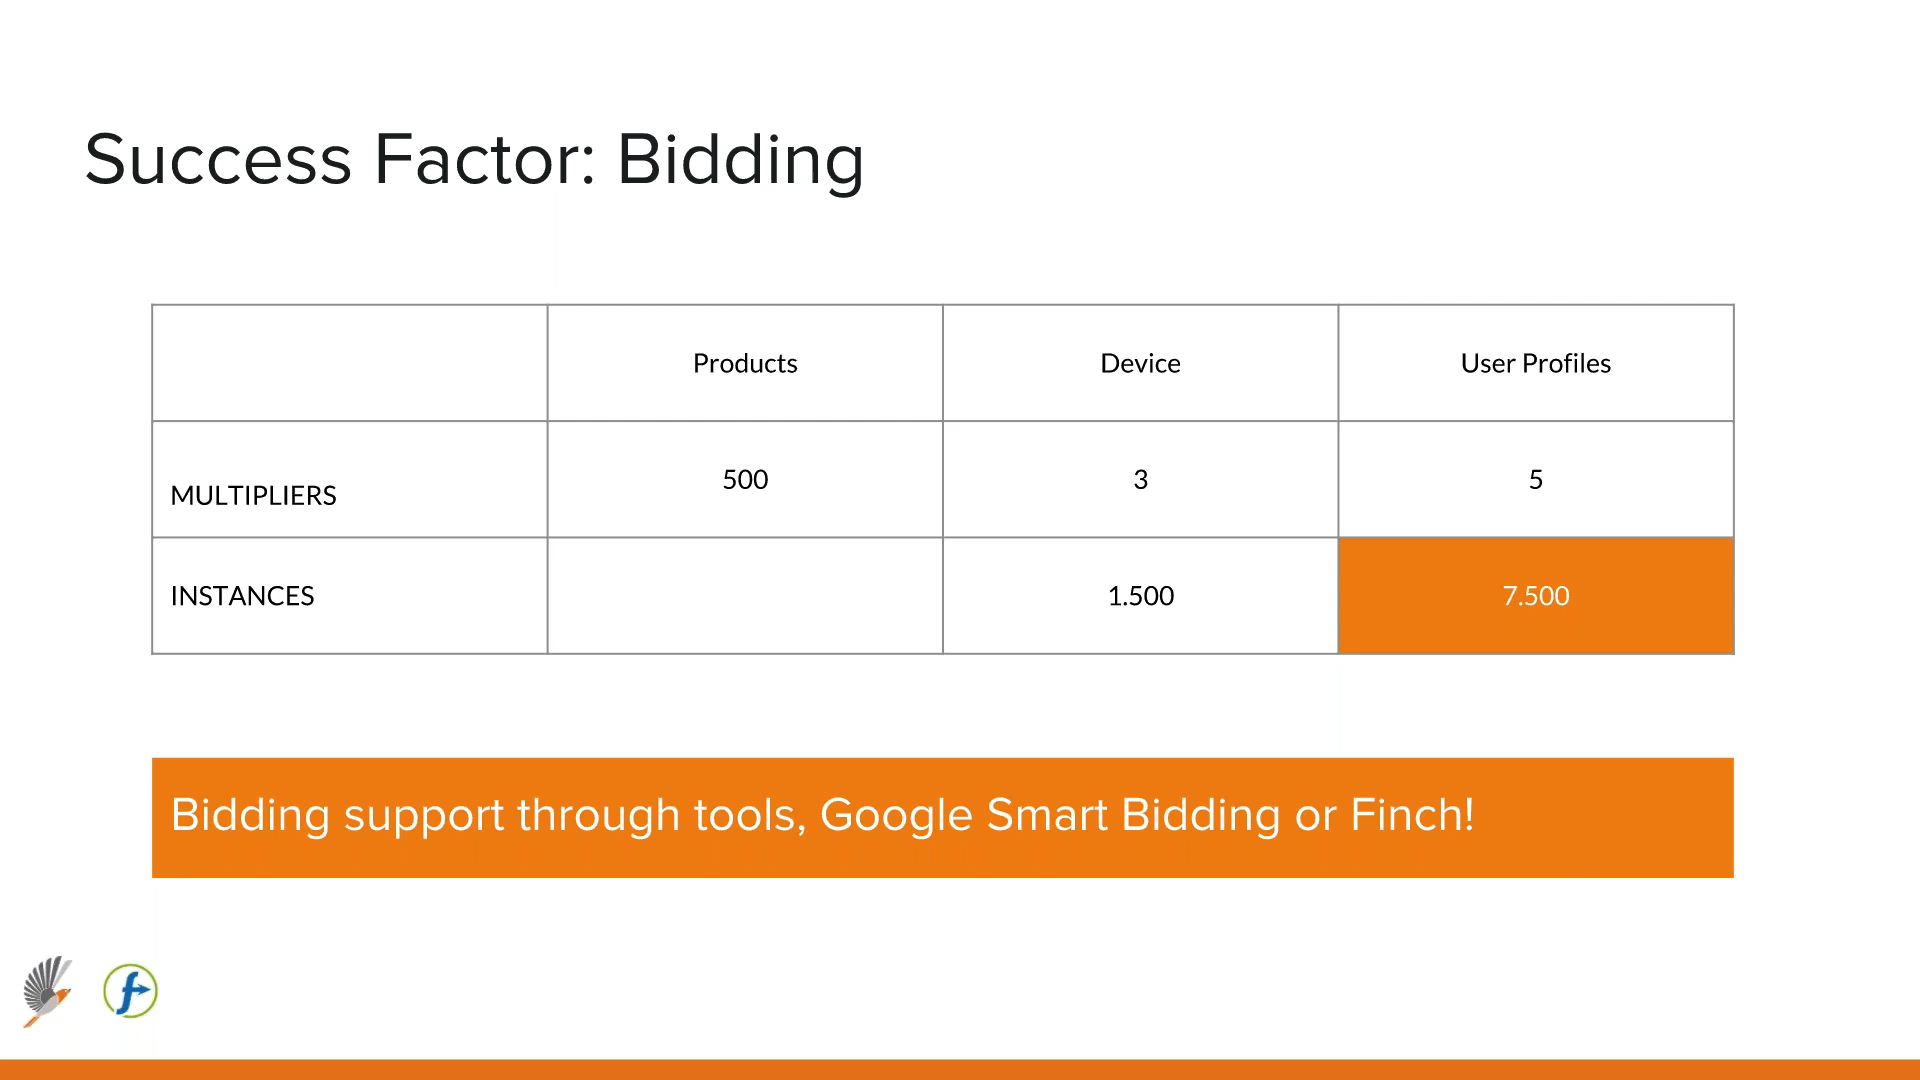 Success Factor: Bidding
Products Device User Profiles
MULTIPLIERS 500 3 5
INSTANCES 1.500 7.500
Bidding support through tools, Google Smart Bidding or Finch!